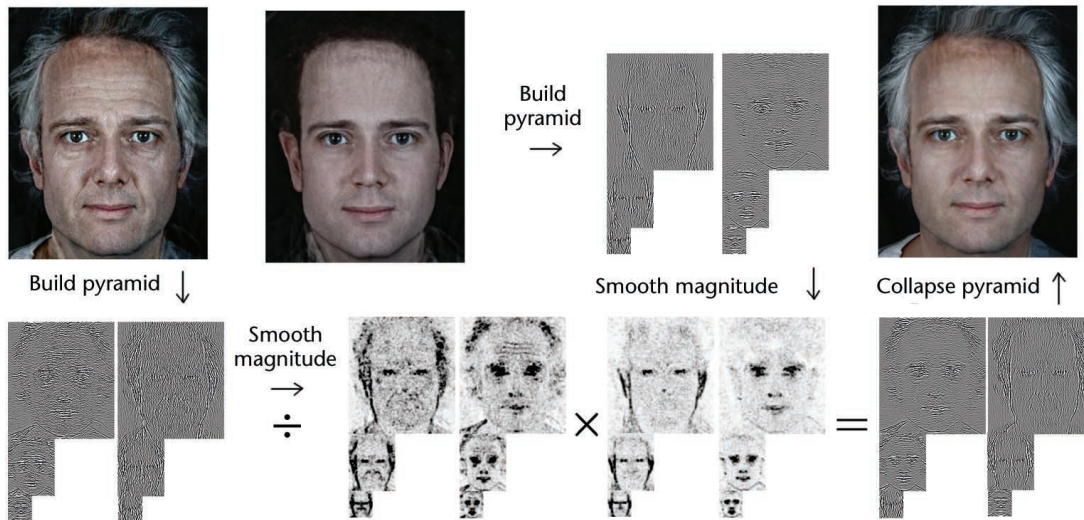 Build
pyramid
→
Build pyramid ↓
Smooth magnitude ↓
Collapse pyramid ↑
Smooth
magnitude
→
÷ × =